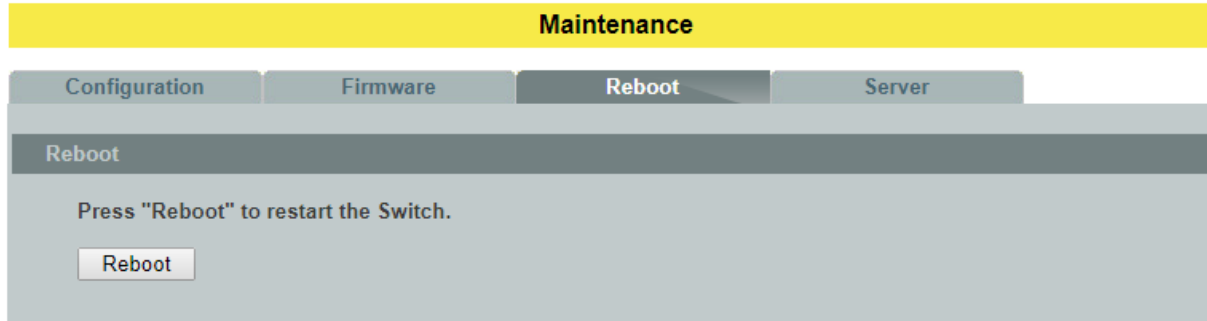 Maintenance
Configuration Firmware Reboot Server
Reboot
Press "Reboot" to restart the Switch.
Reboot